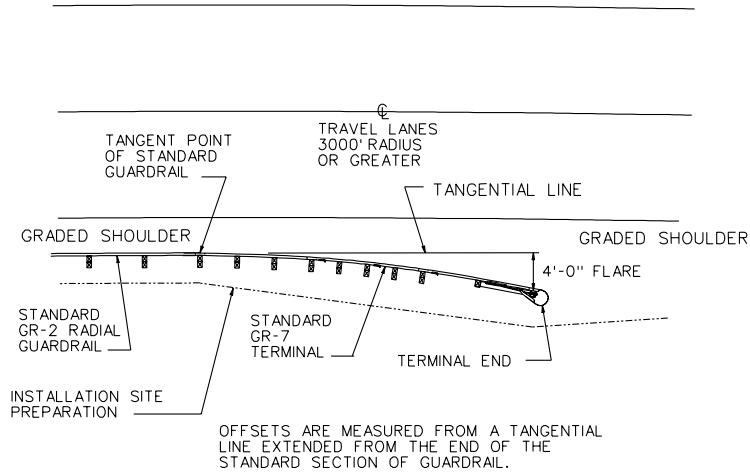 ℄
TRAVEL LANES
3000' RADIUS
OR GREATER
TANGENT POINT
OF STANDARD
GUARDRAIL
TANGENTIAL LINE
GRADED SHOULDER
GRADED SHOULDER
4'-0" FLARE
STANDARD
GR-2 RADIAL
GUARDRAIL
STANDARD
GR-7
TERMINAL
TERMINAL END
INSTALLATION SITE
PREPARATION
OFFSETS ARE MEASURED FROM A TANGENTIAL
LINE EXTENDED FROM THE END OF THE
STANDARD SECTION OF GUARDRAIL.